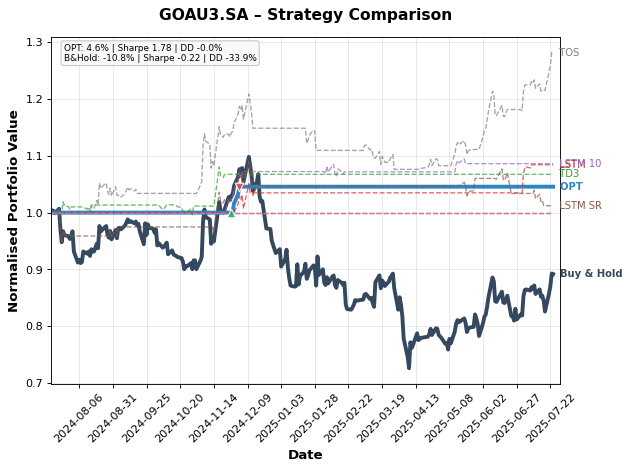 GOAU3.SA – Strategy Comparison
OPT: 4.6% | Sharpe 1.78 | DD -0.0%
B&Hold: -10.8% | Sharpe -0.22 | DD -33.9%
Normalised Portfolio Value
1.3
1.2
1.1
1.0
0.9
0.8
0.7
TOS
LSTM
10
TD3
OPT
LSTM SR
Buy & Hold
2024-08-06
2024-08-31
2024-09-25
2024-10-20
2024-11-14
2024-12-09
2025-01-03
2025-01-28
2025-02-22
2025-03-19
2025-04-13
2025-05-08
2025-06-02
2025-06-27
2025-07-22
Date